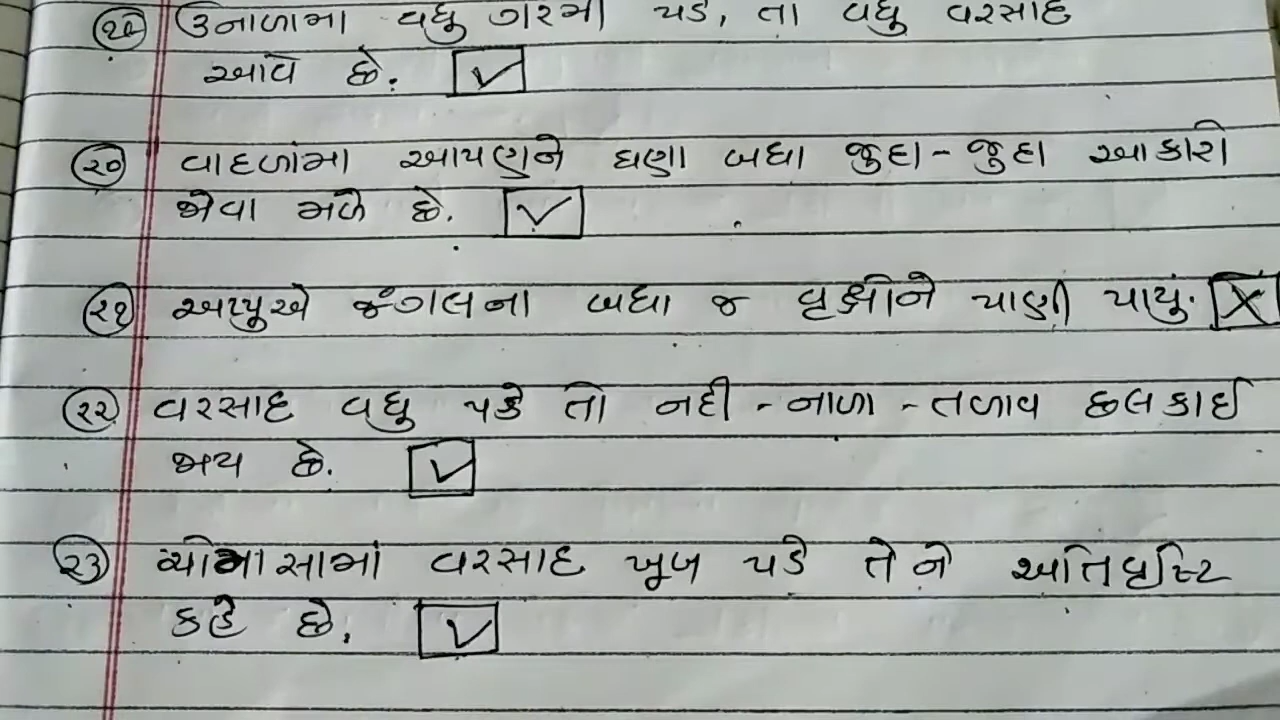 ૧૯ ઉનાળામાં વધુ ગરમી પડે, તો વધુ વરસાદ
આવે છે. ✓
૨૦ વાદળાંમાં આપણને ઘણા બધા જુદા-જુદા આકારો
જોવા મળે છે. ✓
૨૧ અપ્પુએ જંગલના બધા જ વૃક્ષોને પાણી પાયું. X
૨૨ વરસાદ વધુ પડે તો નદી-નાળા-તળાવ છલકાઈ
જાય છે. ✓
૨૩ ચોમાસામાં વરસાદ ખૂબ પડે તેને અતિવૃષ્ટિ
કહે છે. ✓